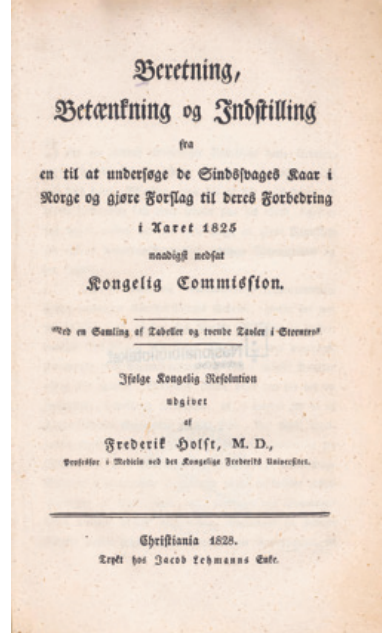 Beretning,
Betænkning og Indstilling
fra
en til at undersøge de Sindssvages Kaar i
Norge og gjøre Forslag til deres Forbedring
i Aaret 1825
naadigst nedsat
Kongelig Commission.
Med en Samling af Tabeller og tvende Tavler i Steentryk
Ifølge Kongelig Resolution
udgivet
af
Frederik Holst, M. D.,
Professor i Medicin ved det Kongelige Frederiks Universitet.
Christiania 1828.
Trykt hos Jacob Lehmanns Enke.